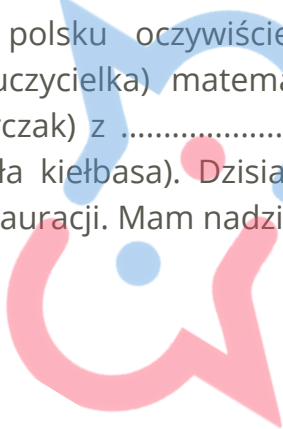 polsku oczywiście
uczycielka) matema
czak) z ....................
ła kiełbasa). Dzisia
auracji. Mam nadzi